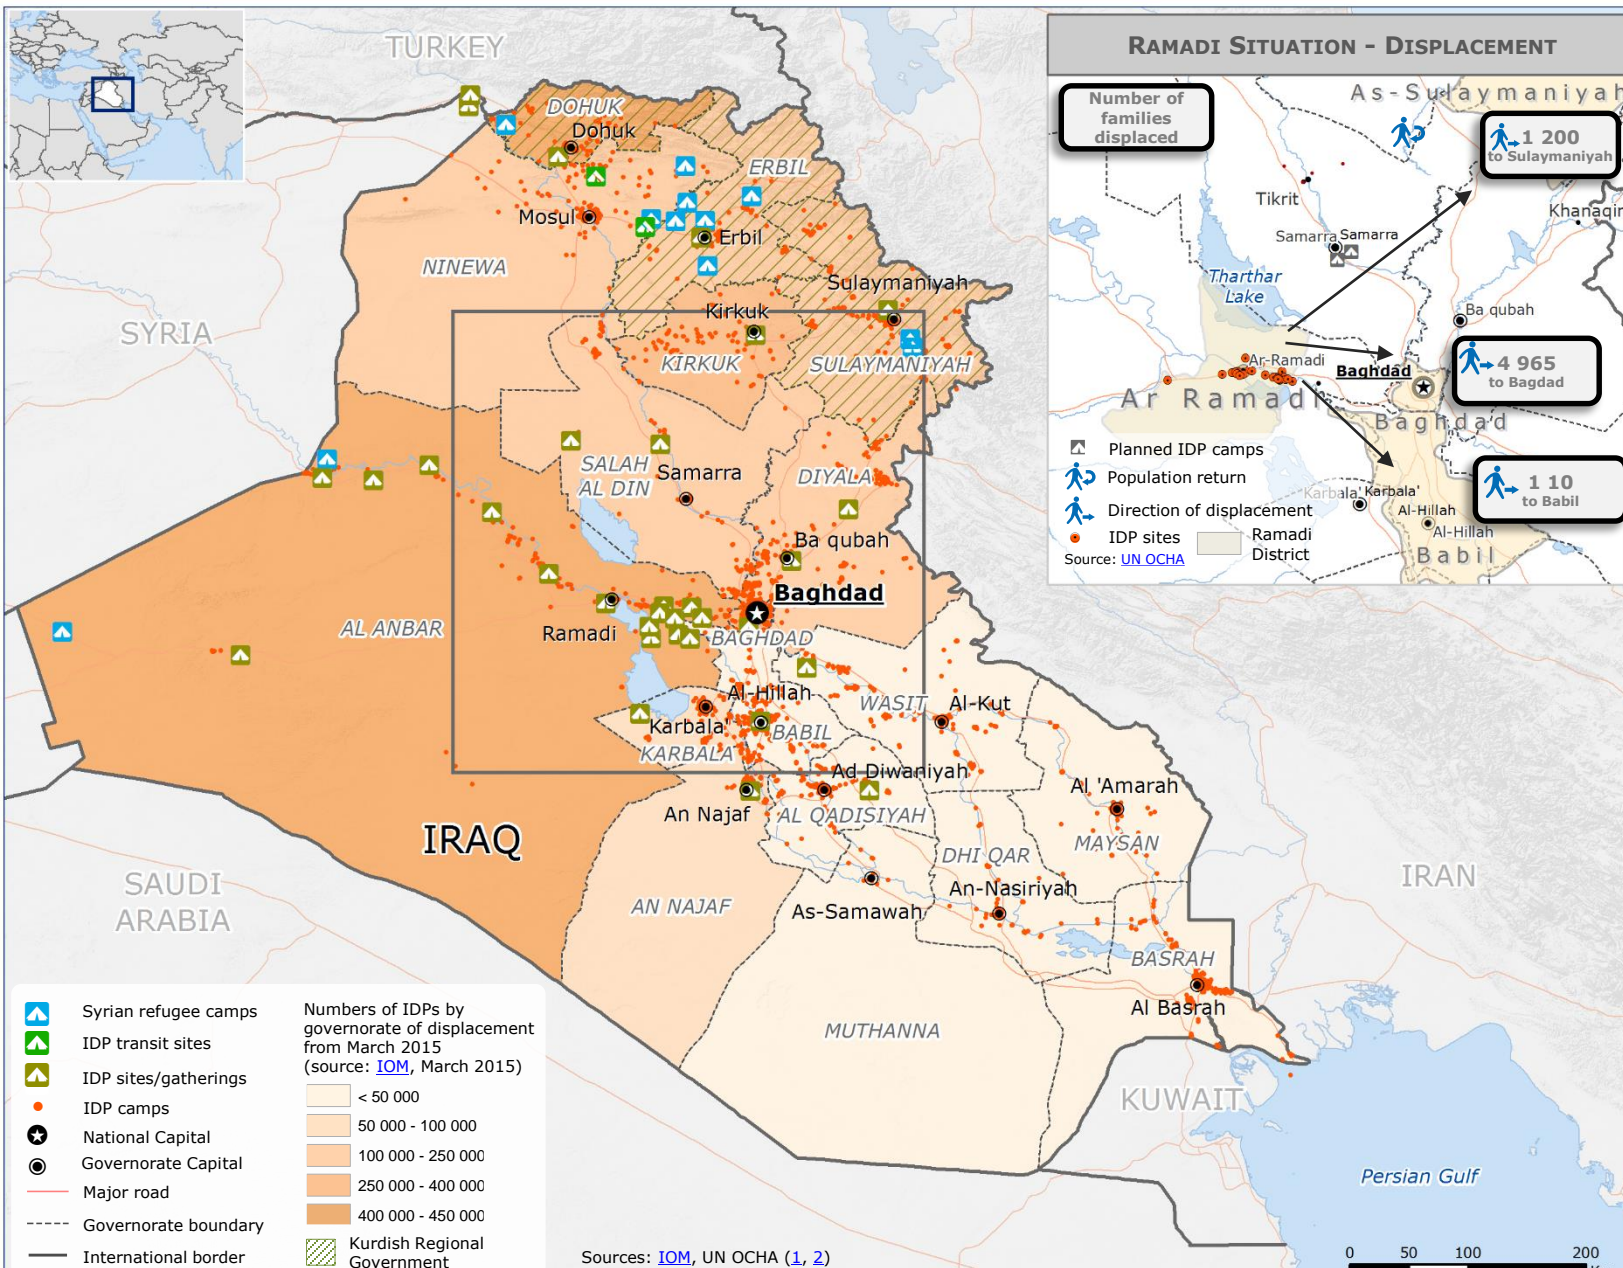 TURKEY
DOHUK
Dohuk
ERBIL
Mosul
Erbil
NINEWA
Sulaymaniyah
Kirkuk
SYRIA
KIRKUK
SULAYMANIYAH
SALAH
AL DIN
Samarra
DIYALA
Ba qubah
Baghdad
AL ANBAR
Ramadi
BAGHDAD
Al-Hillah
WASIT
Al-Kut
Karbala'
BABIL
KARBALA
Ad Diwaniyah
Al 'Amarah
An Najaf
AL QADISIYAH
IRAQ
MAYSAN
DHI QAR
SAUDI
ARABIA
IRAN
An-Nasiriyah
AN NAJAF
As-Samawah
BASRAH
Al Basrah
MUTHANNA
KUWAIT
Persian Gulf
RAMADI SITUATION - DISPLACEMENT
Number of
families
displaced
As-Sulaymaniyah
1 200
to Sulaymaniyah
Tikrit
Khanaqin
Samarra Samarra
Tharthar
Lake
Ba qubah
Ar-Ramadi
Baghdad
4 965
to Bagdad
Ar Ramadi
Baghdad
Planned IDP camps
Population return
Direction of displacement
IDP sites
Ramadi
District
Source: UN OCHA
1 10
to Babil
Karbala' Karbala'
Al-Hillah
Al-Hillah
Babil
Syrian refugee camps
IDP transit sites
IDP sites/gatherings
IDP camps
National Capital
Governorate Capital
Major road
Governorate boundary
International border
Numbers of IDPs by
governorate of displacement
from March 2015
(source: IOM, March 2015)
< 50 000
50 000 - 100 000
100 000 - 250 000
250 000 - 400 000
400 000 - 450 000
Kurdish Regional
Government
Sources: IOM, UN OCHA (1, 2)
0 50 100 200